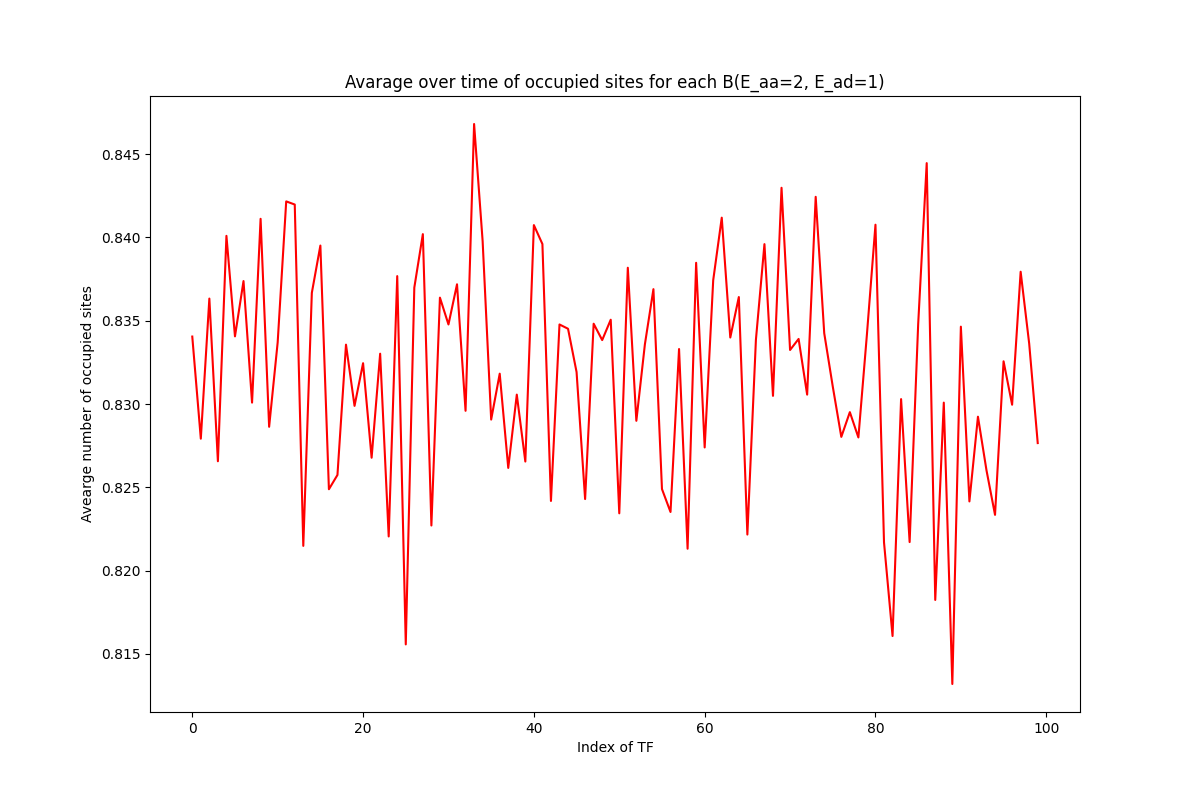 Avarage over time of occupied sites for each B(E_aa=2, E_ad=1)
0.845
0.840
0.835
0.830
0.825
0.820
0.815
Avearge number of occupied sites
0 20 40 60 80 100
Index of TF